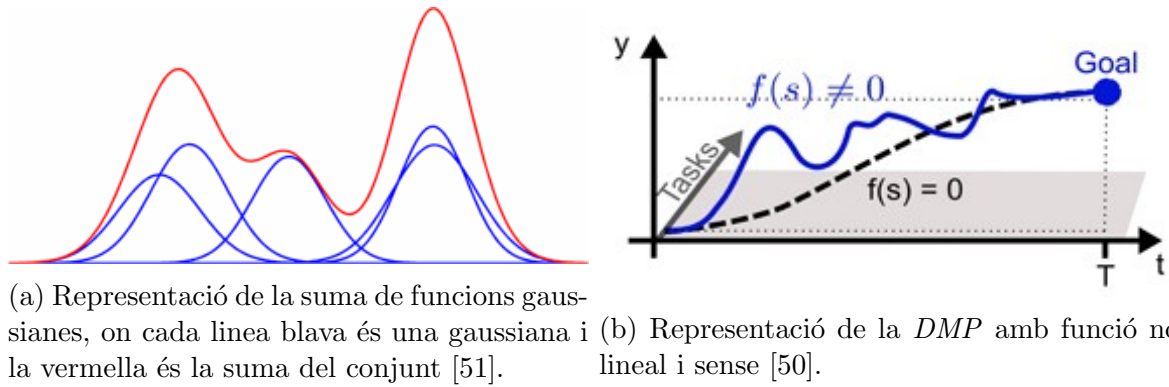 y
Goal
f(s) ≠ 0
Tasks
f(s) = 0
T
t
(a) Representació de la suma de funcions gaus-
sianes, on cada linea blava és una gaussiana i
la vermella és la suma del conjunt [51].
(b) Representació de la DMP amb funció no
lineal i sense [50].